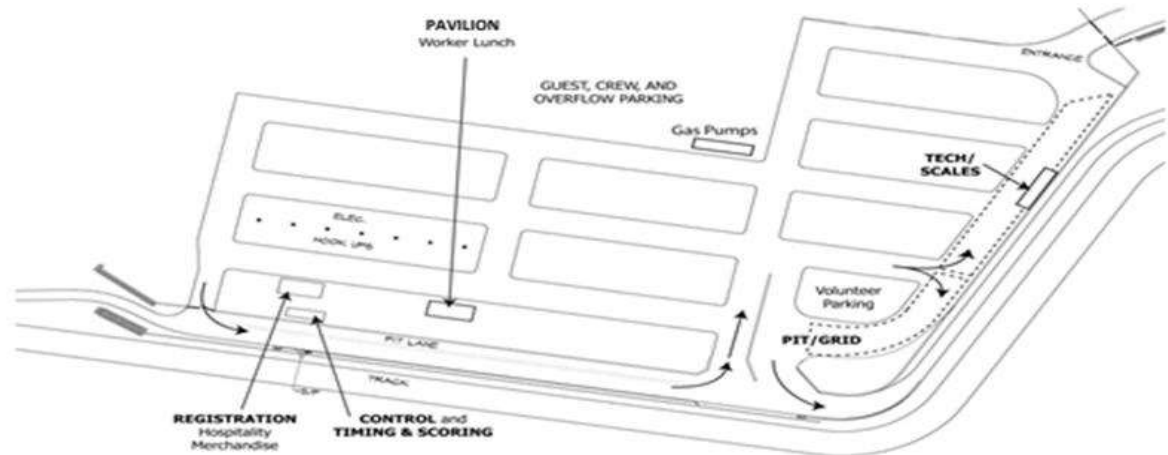 PAVILION
Worker Lunch
GUEST, CREW, AND
OVERFLOW PARKING
Gas Pumps
ENTRANCE
TECH/
SCALES
ELEC.
HOOK UPS
Volunteer
Parking
PIT/GRID
PIT LANE
TRACK
S/F
REGISTRATION
Hospitality
Merchandise
CONTROL and
TIMING & SCORING